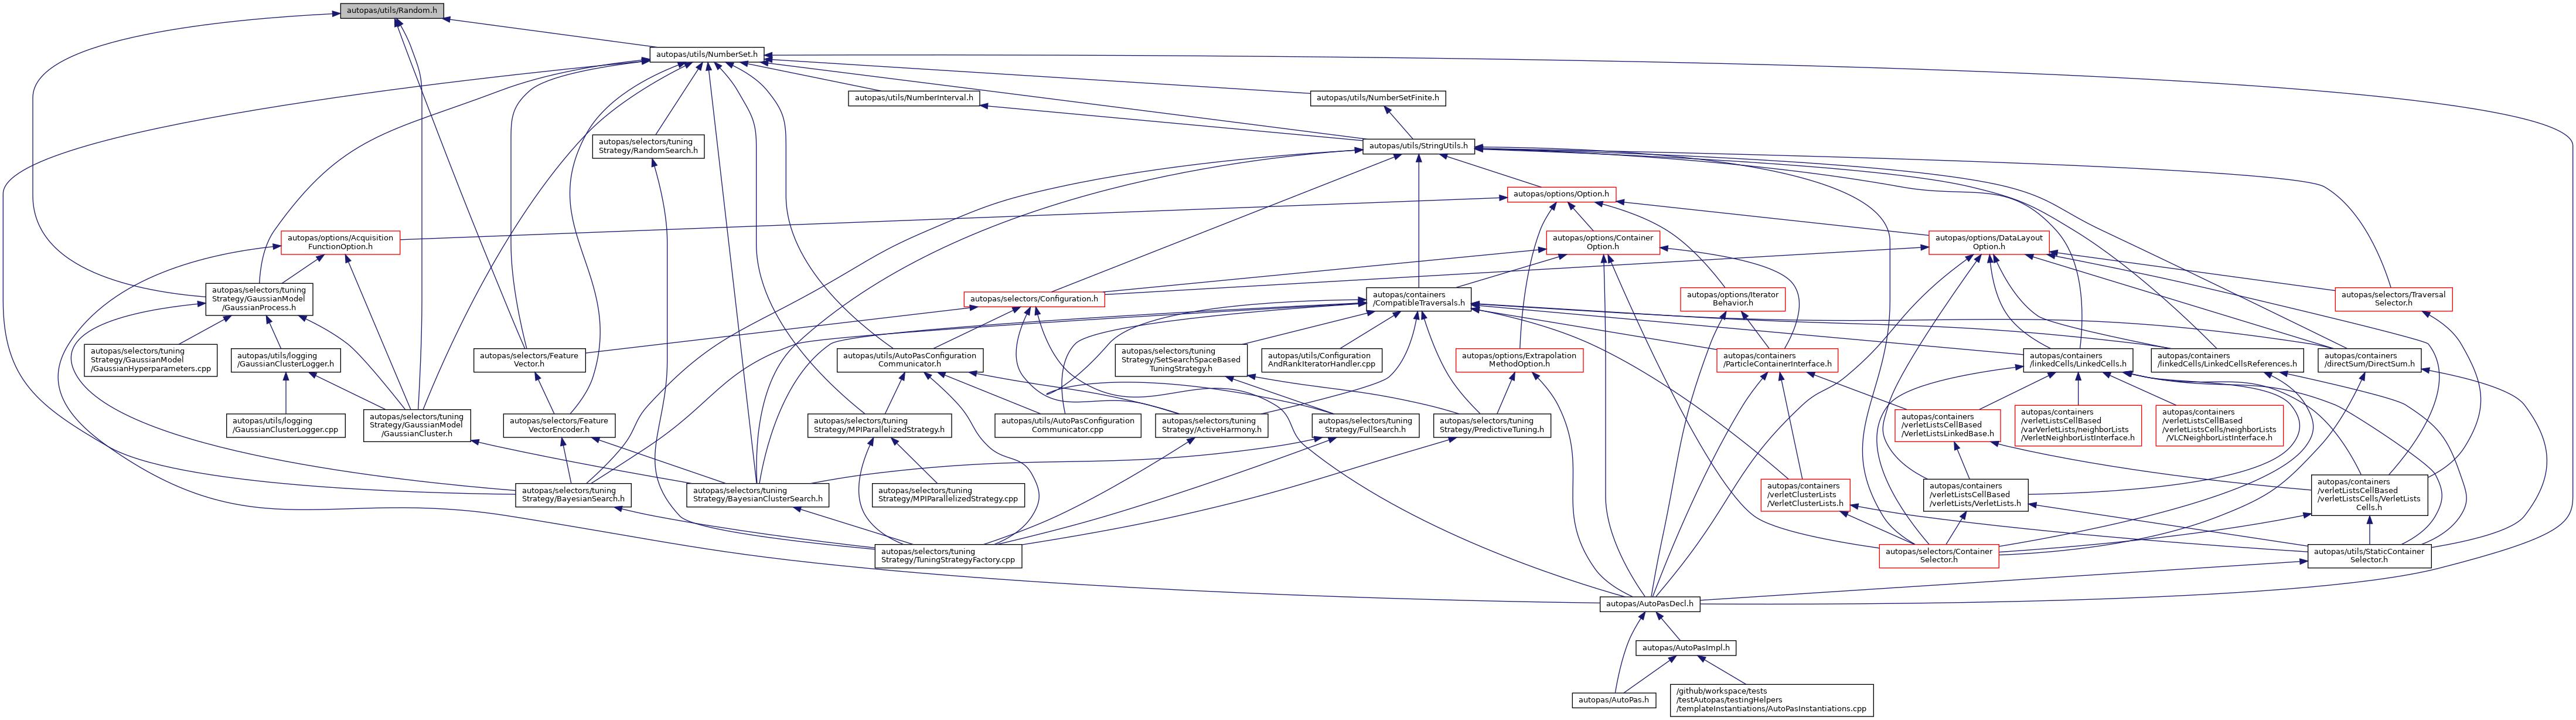 autopas/utils/Random.h
autopas/utils/NumberSet.h
autopas/utils/NumberInterval.h
autopas/utils/NumberSetFinite.h
autopas/selectors/tuning
Strategy/RandomSearch.h
autopas/utils/StringUtils.h
autopas/options/Option.h
autopas/options/Acquisition
FunctionOption.h
autopas/options/Container
Option.h
autopas/options/DataLayout
Option.h
autopas/selectors/tuning
Strategy/GaussianModel
/GaussianProcess.h
autopas/selectors/Configuration.h
autopas/containers
/CompatibleTraversals.h
autopas/options/Iterator
Behavior.h
autopas/selectors/Traversal
Selector.h
autopas/selectors/tuning
Strategy/GaussianModel
/GaussianHyperparameters.cpp
autopas/utils/logging
/GaussianClusterLogger.h
autopas/selectors/Feature
Vector.h
autopas/utils/AutoPasConfiguration
Communicator.h
autopas/selectors/tuning
Strategy/SetSearchSpaceBased
TuningStrategy.h
autopas/utils/Configuration
AndRankIteratorHandler.cpp
autopas/options/Extrapolation
MethodOption.h
autopas/containers
/ParticleContainerInterface.h
autopas/containers
/linkedCells/LinkedCells.h
autopas/containers
/linkedCells/LinkedCellsReferences.h
autopas/containers
/directSum/DirectSum.h
autopas/utils/logging
/GaussianClusterLogger.cpp
autopas/selectors/tuning
Strategy/GaussianModel
/GaussianCluster.h
autopas/selectors/Feature
VectorEncoder.h
autopas/selectors/tuning
Strategy/MPIParallelizedStrategy.h
autopas/utils/AutoPasConfiguration
Communicator.cpp
autopas/selectors/tuning
Strategy/ActiveHarmony.h
autopas/selectors/tuning
Strategy/FullSearch.h
autopas/selectors/tuning
Strategy/PredictiveTuning.h
autopas/containers
/verletListsCellBased
/VerletListsLinkedBase.h
autopas/containers
/verletListsCellBased
/varVerletLists/neighborLists
/VerletNeighborListInterface.h
autopas/containers
/verletListsCellBased
/verletListsCells/neighborLists
/VLCNeighborListInterface.h
autopas/selectors/tuning
Strategy/BayesianSearch.h
autopas/selectors/tuning
Strategy/BayesianClusterSearch.h
autopas/selectors/tuning
Strategy/MPIParallelizedStrategy.cpp
autopas/containers
/verletClusterLists
/VerletClusterLists.h
autopas/containers
/verletListsCellBased
/verletLists/VerletLists.h
autopas/containers
/verletListsCellBased
/verletListsCells/VerletLists
Cells.h
autopas/selectors/tuning
Strategy/TuningStrategyFactory.cpp
autopas/selectors/Container
Selector.h
autopas/utils/StaticContainer
Selector.h
autopas/AutoPasDecl.h
autopas/AutoPasImpl.h
autopas/AutoPas.h
/github/workspace/tests
/testAutopas/testingHelpers
/templateInstantiations/AutoPasInstantiations.cpp